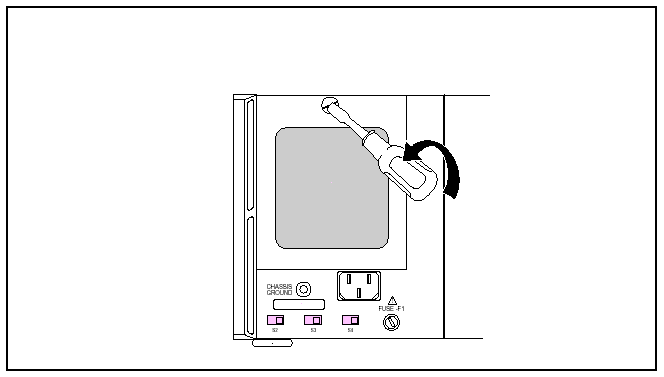 CHASSIS
GROUND
FUSE -F1
S2
S3
S4